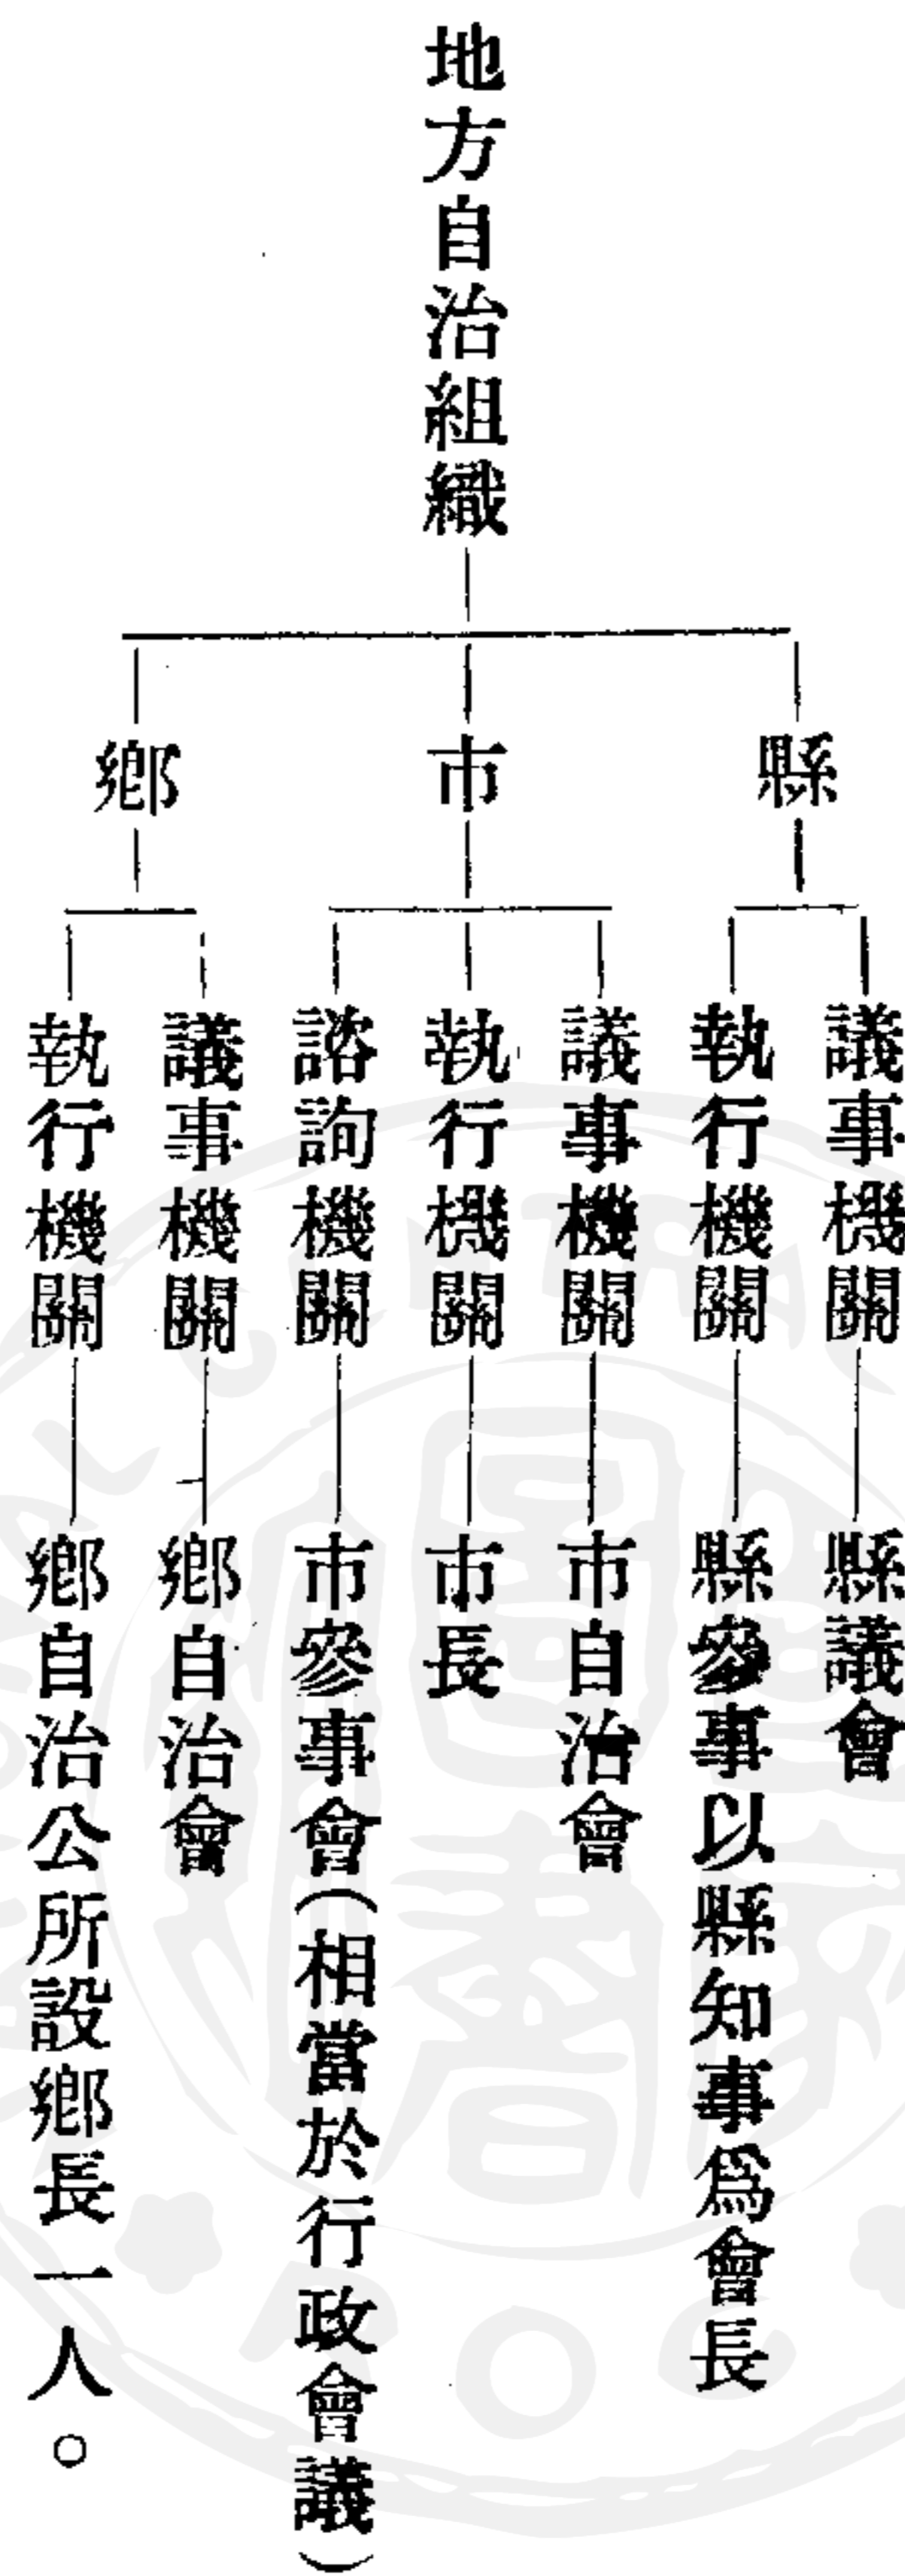 地方自治組織
縣
議事機關
縣議會
執行機關
縣參事以縣知事爲會長
市
議事機關
市自治會
執行機關
市長
諮詢機關
市參事會(相當於行政會議)
鄉
議事機關
鄉自治會
執行機關
鄉自治公所設鄉長一人。